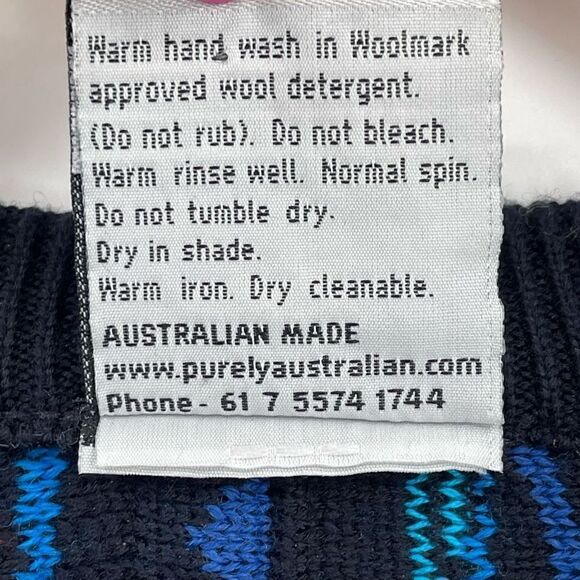 Warm hand wash in Woolmark
approved wool detergent.
(Do not rub). Do not bleach.
Warm rinse well. Normal spin.
Do not tumble dry.
Dry in shade.
Warm iron. Dry cleanable.
AUSTRALIAN MADE
www.purelyaustralian.com
Phone - 61 7 5574 1744